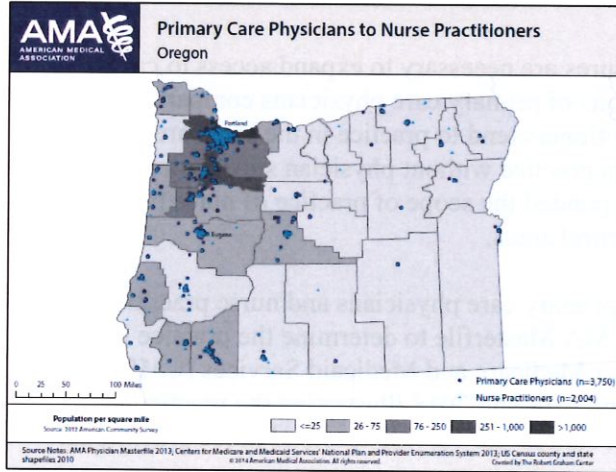 AMA
AMERICAN MEDICAL
ASSOCIATION
Primary Care Physicians to Nurse Practitioners
Oregon
Portland
Eugene
0 25 50 100 Miles
Primary Care Physicians (n=3,750)
Nurse Practitioners (n=2,004)
Population per square mile
Source: 2012 American Community Survey
<=25
26 - 75
76 - 250
251 - 1,000
>1,000
Source Notes: AMA Physician Masterfile 2013; Centers for Medicare and Medicaid Services' National Plan and Provider Enumeration System 2013; US Census county and state
shapefiles 2010
© 2014 American Medical Association. All rights reserved.
Created by The Robert Graham Center